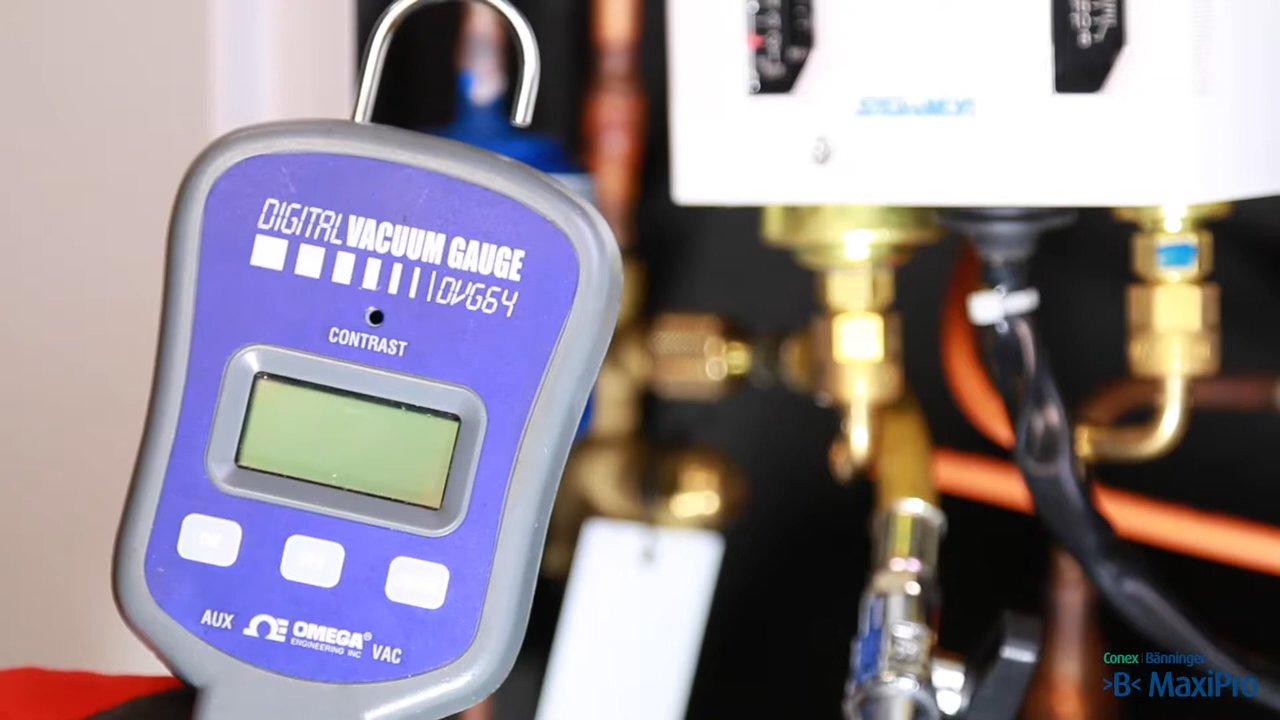 DIGITAL VACUUM GAUGE
DVG64
CONTRAST
AUX
OMEGA®
ENGINEERING INC
VAC
Conex | Bänninger
>B< MaxiPro